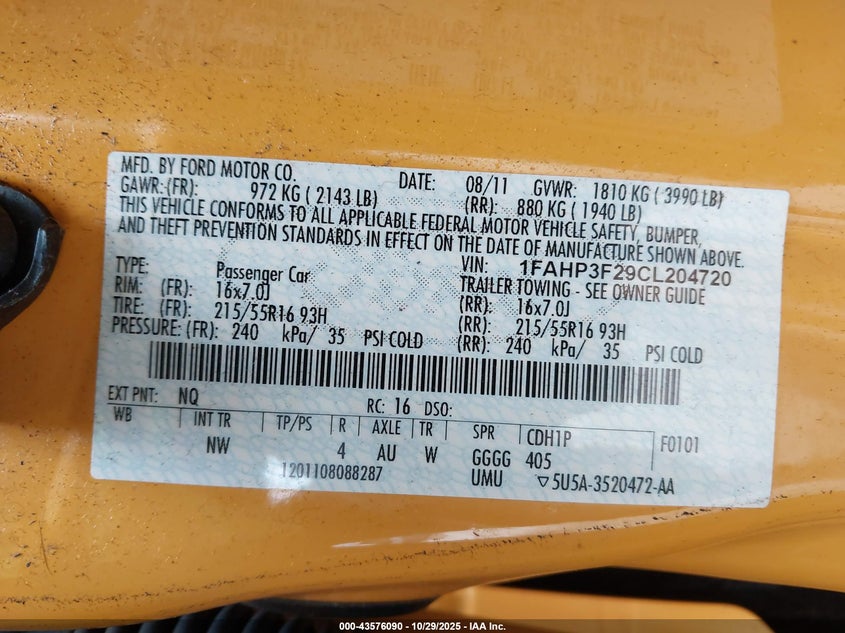 MFD. BY FORD MOTOR CO. DATE: 08/11 GVWR: 1810 KG ( 3990 LB)
GAWR: (FR): 972 KG ( 2143 LB) (RR): 880 KG ( 1940 LB)
THIS VEHICLE CONFORMS TO ALL APPLICABLE FEDERAL MOTOR VEHICLE SAFETY, BUMPER,
AND THEFT PREVENTION STANDARDS IN EFFECT ON THE DATE OF MANUFACTURE SHOWN ABOVE.
VIN: 1FAHP3F29CL204720
TYPE: Passenger Car TRAILER TOWING - SEE OWNER GUIDE
RIM: (FR): 16x7.0J (RR): 16x7.0J
TIRE: (FR): 215/55R16 93H (RR): 215/55R16 93H
PRESSURE: (FR): 240 kPa/ 35 PSI COLD (RR): 240 kPa/ 35 PSI COLD
EXT PNT: NQ RC: 16 DSO: F0101
WB INT TR TP/PS R AXLE TR SPR CDH1P
NW 4 AU W GGGG 405
1201108088287 UMU ▽5U5A-3520472-AA
000-43576090 - 10/29/2025 - IAA Inc.